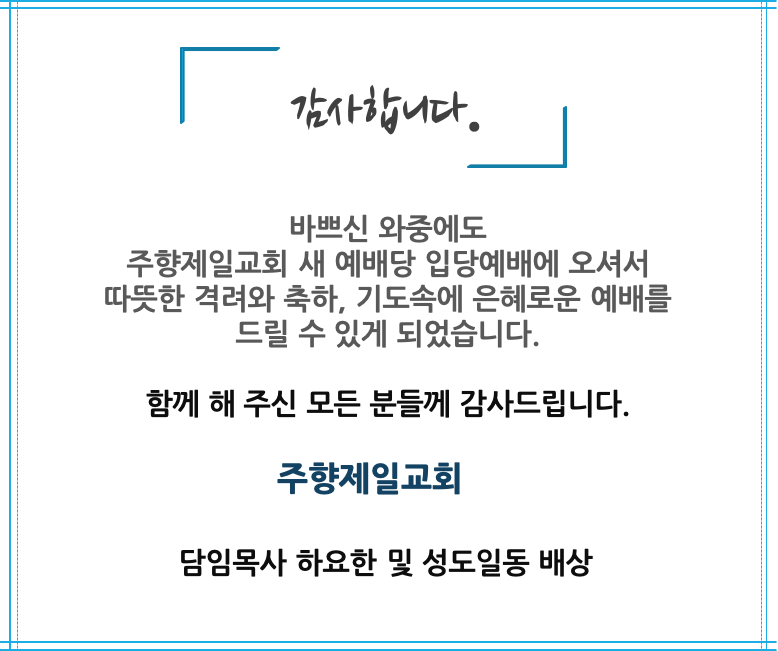 감사합니다.
바쁘신 와중에도
주향제일교회 새 예배당 입당예배에 오셔서
따뜻한 격려와 축하, 기도속에 은혜로운 예배를
드릴 수 있게 되었습니다.
함께 해 주신 모든 분들께 감사드립니다.
주향제일교회
담임목사 하요한 및 성도일동 배상